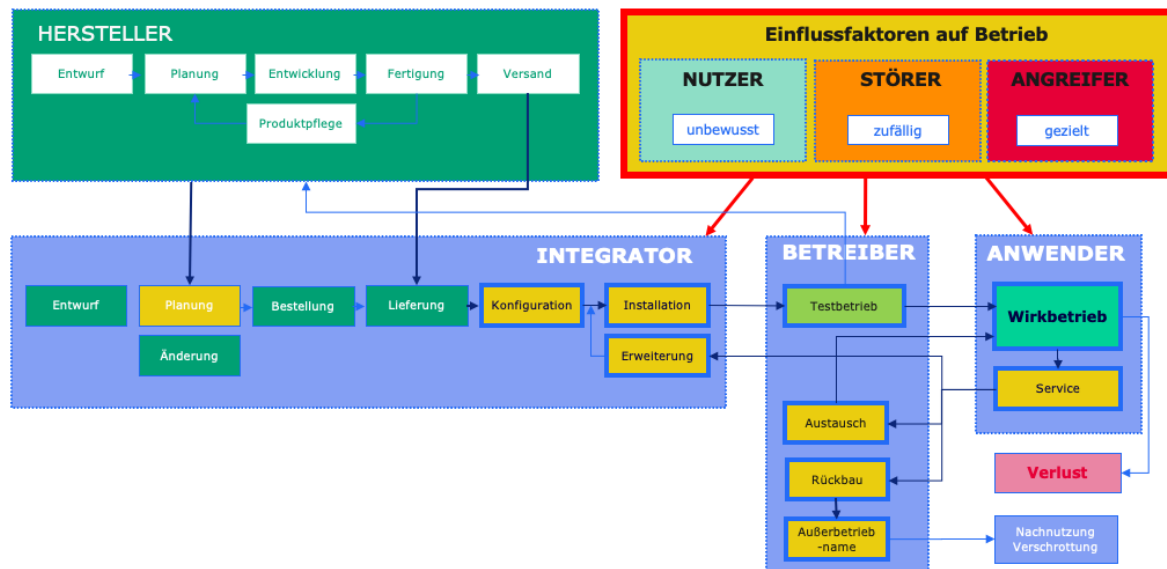 HERSTELLER
Entwurf
Planung
Entwicklung
Fertigung
Versand
Produktpflege
Einflussfaktoren auf Betrieb
NUTZER
unbewusst
STÖRER
zufällig
ANGREIFER
gezielt
INTEGRATOR
Entwurf
Planung
Bestellung
Lieferung
Konfiguration
Installation
Änderung
Erweiterung
BETREIBER
Testbetrieb
Austausch
Rückbau
Außerbetrieb
-name
ANWENDER
Wirkbetrieb
Service
Verlust
Nachnutzung
Verschrottung